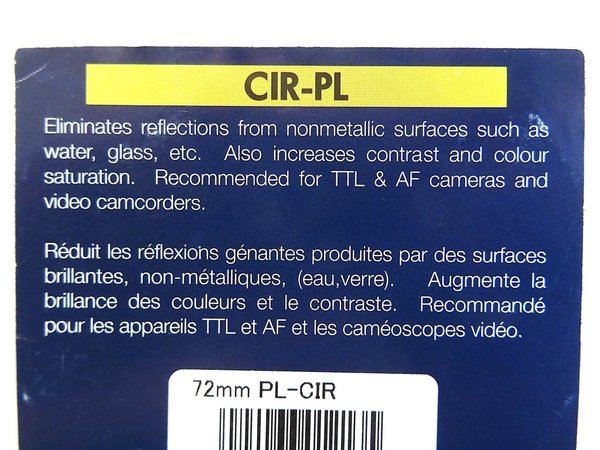 CIR-PL
Eliminates reflections from nonmetallic surfaces such as
water, glass, etc. Also increases contrast and colour
saturation. Recommended for TTL & AF cameras and
video camcorders.
Réduit les réflexions génantes produites par des surfaces
brillantes, non-métalliques, (eau,verre). Augmente la
brillance des couleurs et le contraste. Recommandé
pour les appareils TTL et AF et les caméoscopes vidéo.
72mm PL-CIR